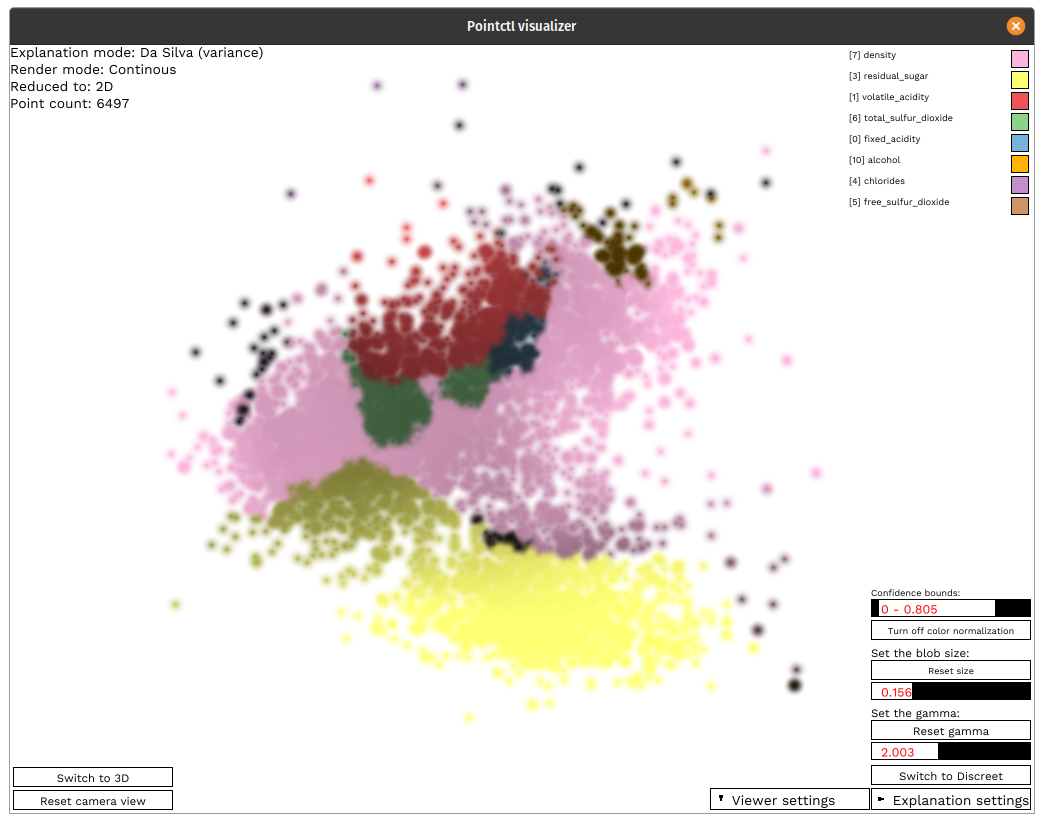 Pointctl visualizer
Explanation mode: Da Silva (variance)
Render mode: Continous
Reduced to: 2D
Point count: 6497
[7] density
[3] residual_sugar
[1] volatile_acidity
[6] total_sulfur_dioxide
[0] fixed_acidity
[10] alcohol
[4] chlorides
[5] free_sulfur_dioxide
Confidence bounds:
0 - 0.805
Turn off color normalization
Set the blob size:
Reset size
0.156
Set the gamma:
Reset gamma
2.003
Switch to Discreet
Switch to 3D
Reset camera view
Viewer settings
Explanation settings